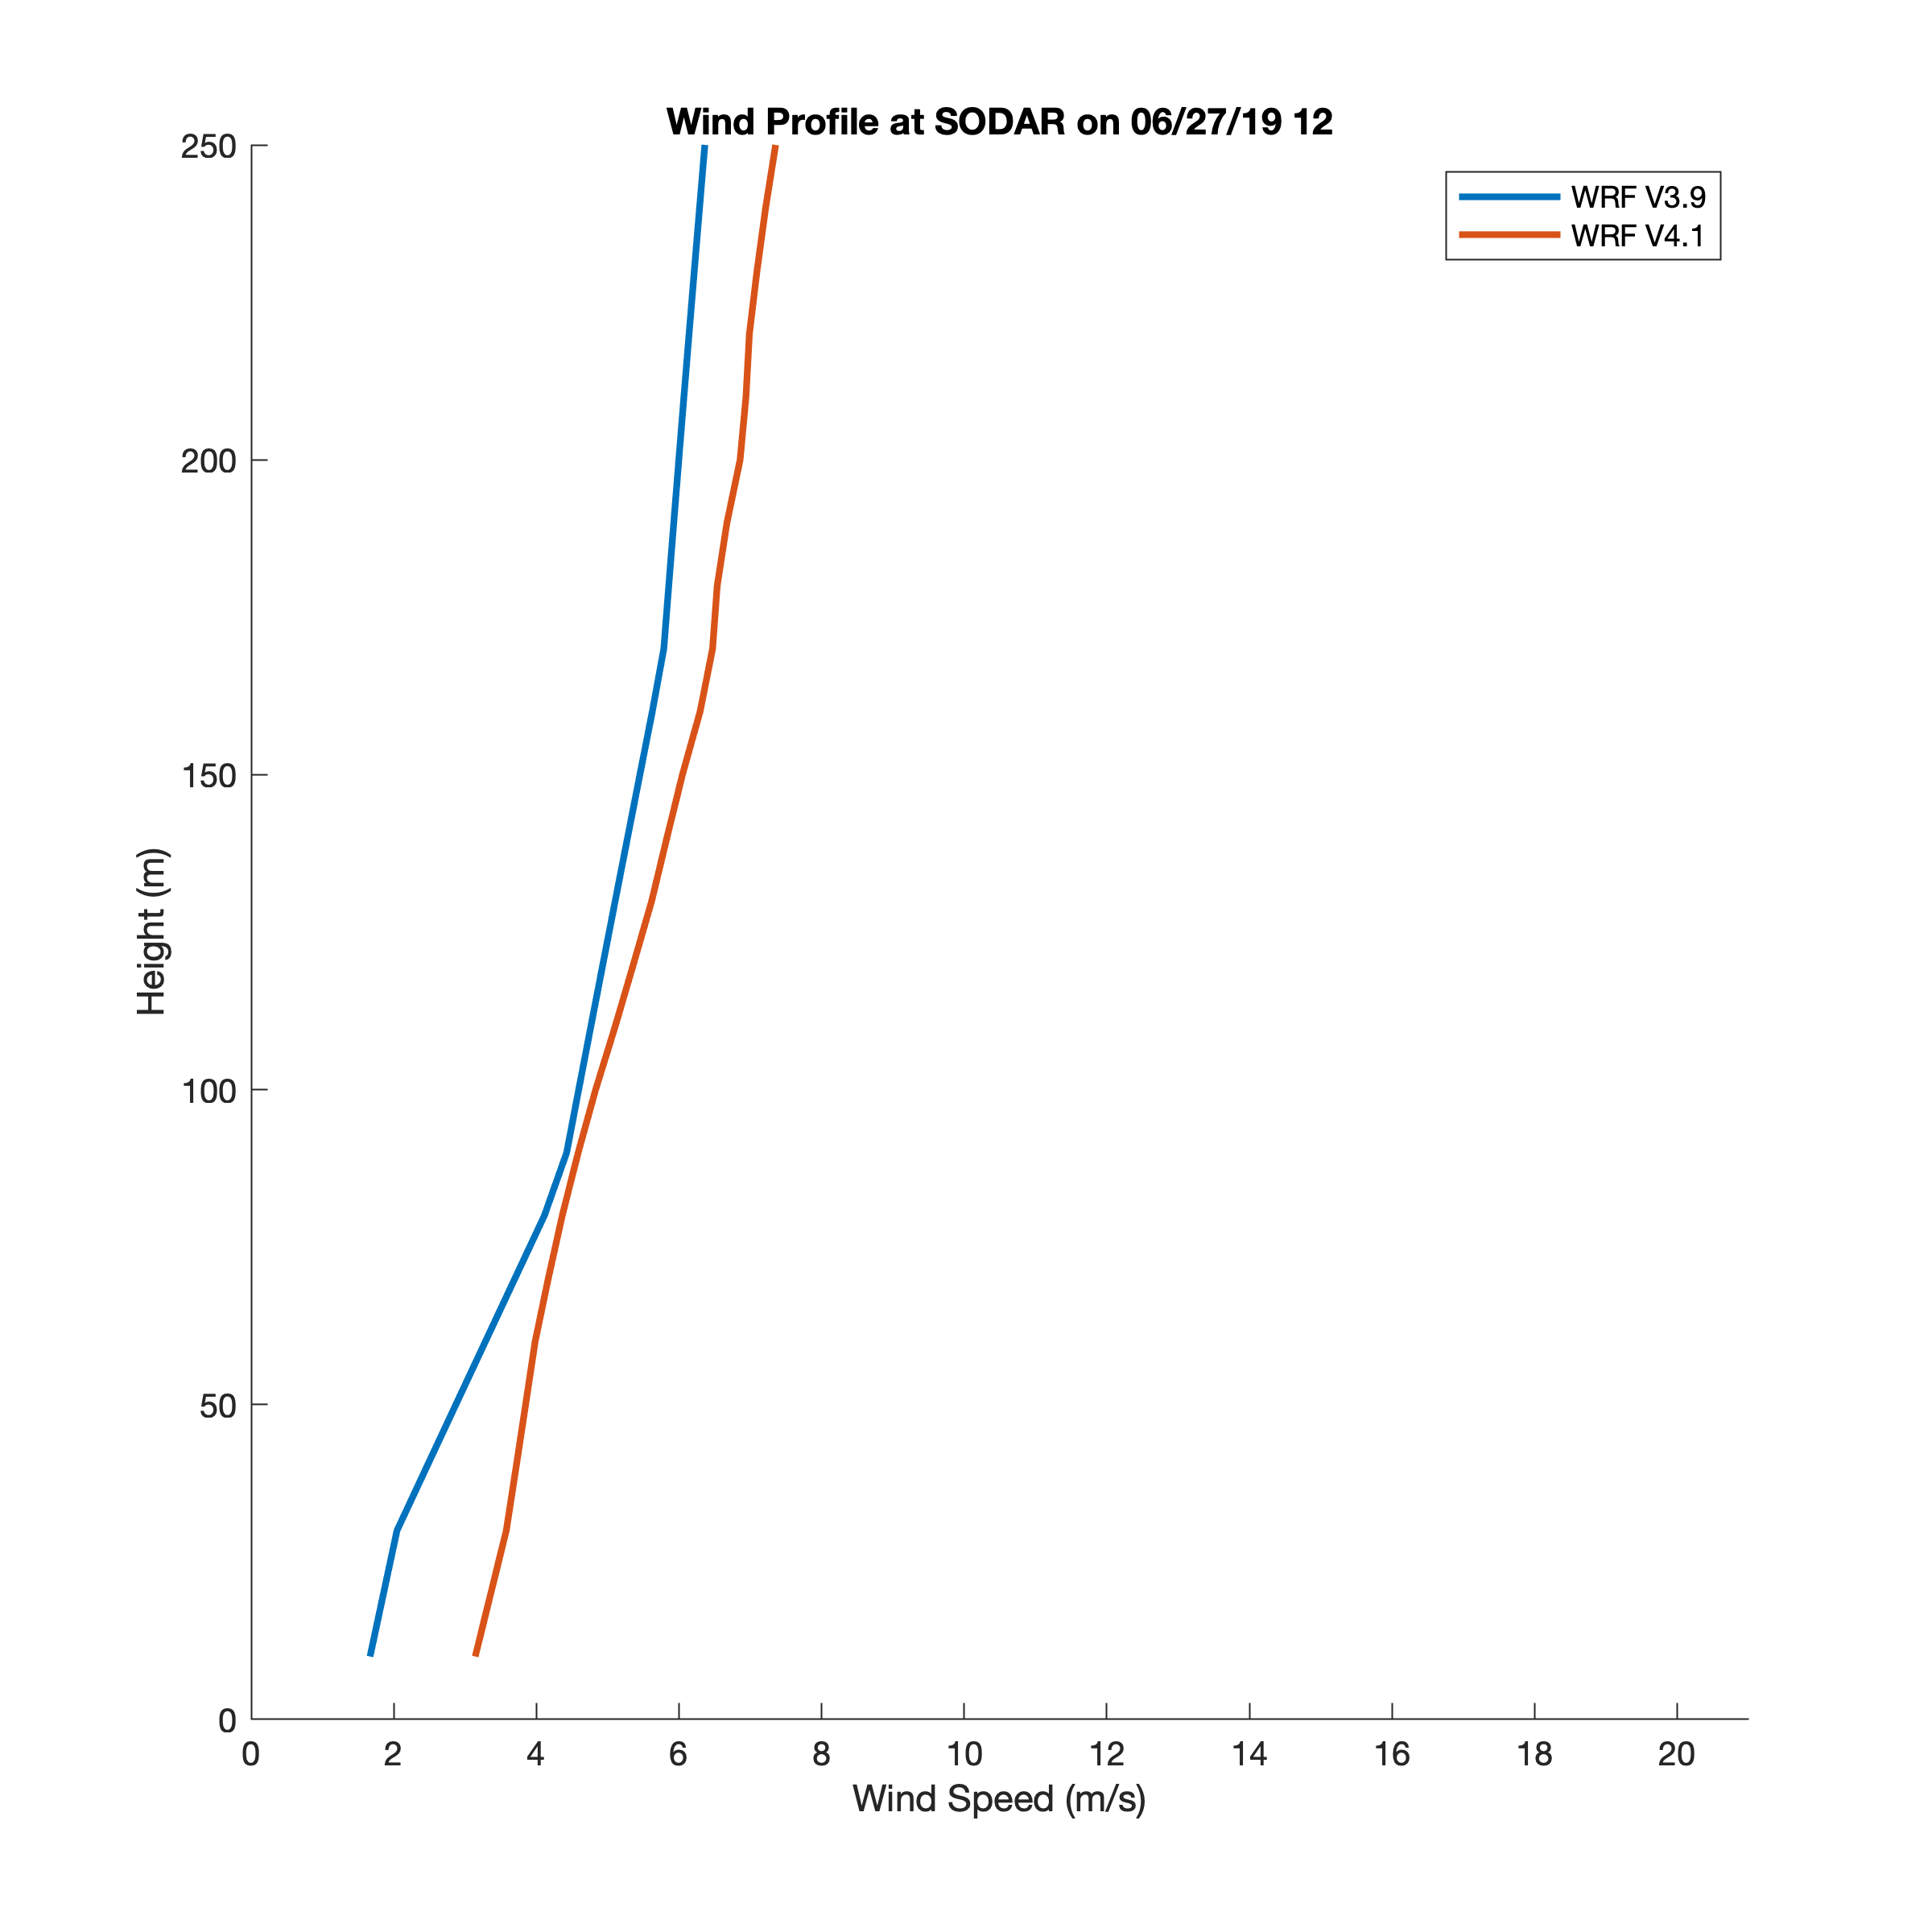 Wind Profile at SODAR on 06/27/19 12
WRF V3.9
WRF V4.1
250
200
150
100
50
0
Height (m)
0 2 4 6 8 10 12 14 16 18 20
Wind Speed (m/s)